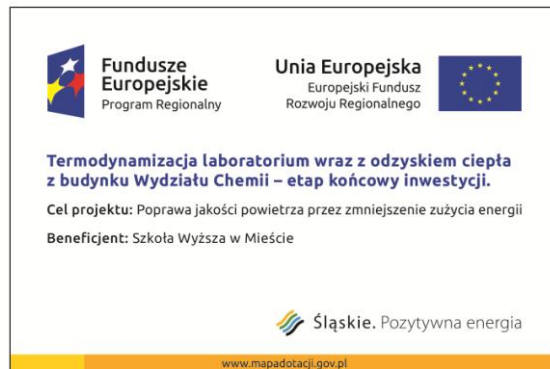 Fundusze
Europejskie
Program Regionalny
Unia Europejska
Europejski Fundusz
Rozwoju Regionalnego
Termodynamizacja laboratorium wraz z odzyskiem ciepła
z budynku Wydziału Chemii – etap końcowy inwestycji.
Cel projektu: Poprawa jakości powietrza przez zmniejszenie zużycia energii
Beneficjent: Szkoła Wyższa w Mieście
Śląskie. Pozytywna energia
www.mapadotacji.gov.pl